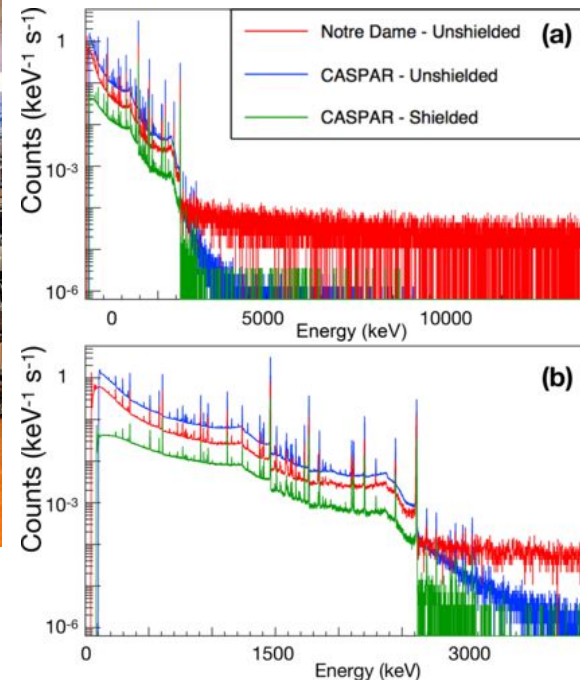 Notre Dame - Unshielded (a)
CASPAR - Unshielded
CASPAR - Shielded
Counts (keV⁻¹ s⁻¹)
1
10⁻³
10⁻⁶
0 5000 10000
Energy (keV)
(b)
Counts (keV⁻¹ s⁻¹)
1
10⁻³
10⁻⁶
0 1500 3000
Energy (keV)